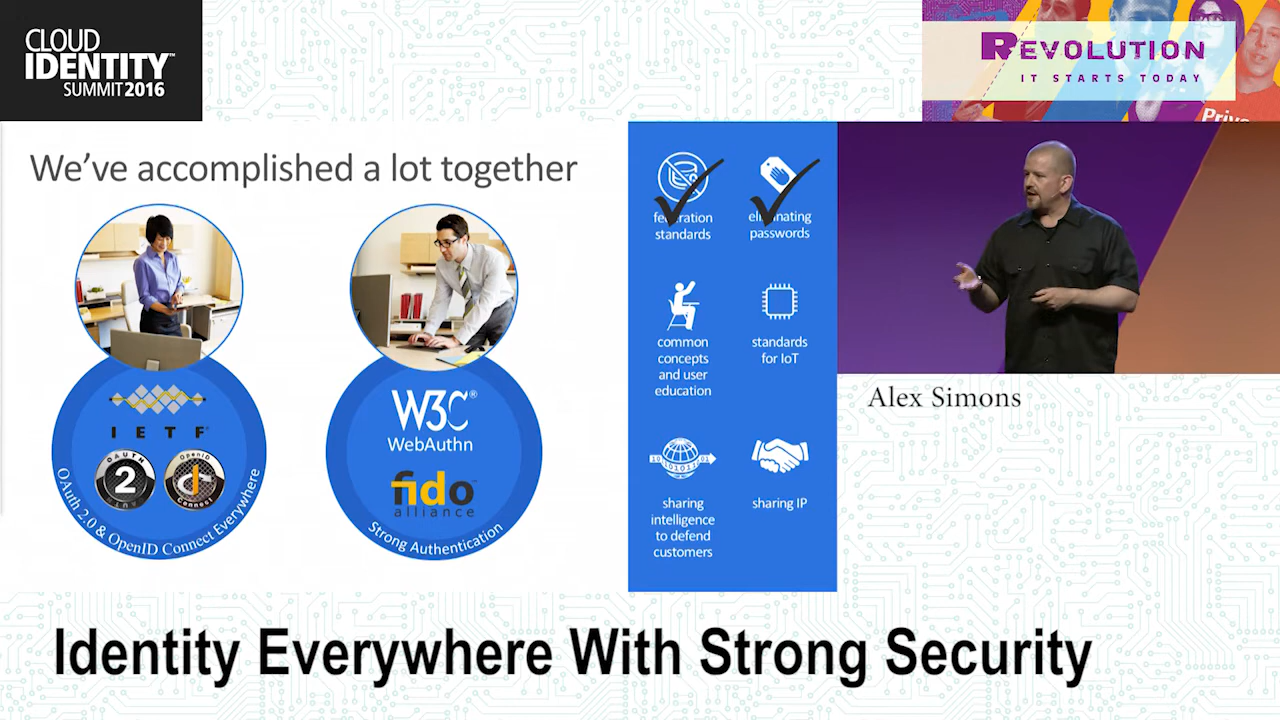 CLOUD
IDENTITY™
SUMMIT 2016
REVOLUTION
IT STARTS TODAY
We've accomplished a lot together
IETF®
OAUTH
2
OpenID
Connect
OAuth 2.0 & OpenID Connect Everywhere
W3C®
WebAuthn
fido
alliance
Strong Authentication
federation
standards
eliminating
passwords
common
concepts
and user
education
standards
for IoT
sharing
intelligence
to defend
customers
sharing IP
Alex Simons
Identity Everywhere With Strong Security